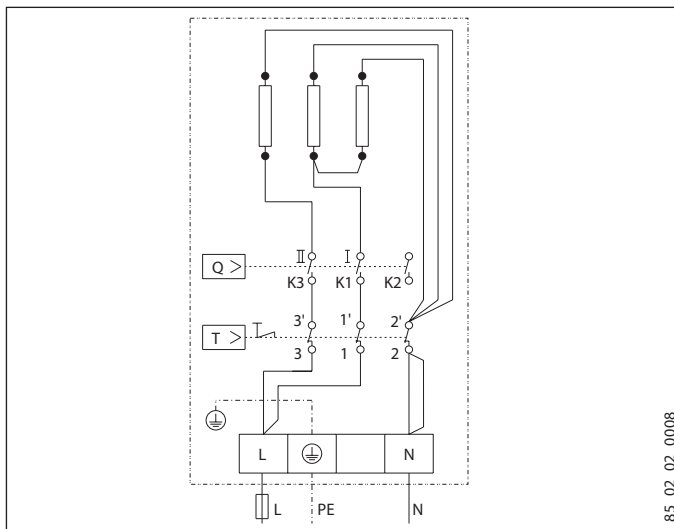 II I
Q >
K3 K1 K2
3' 1' 2'
T >
3 1 2
L N
L PE N
85_02_02_0008